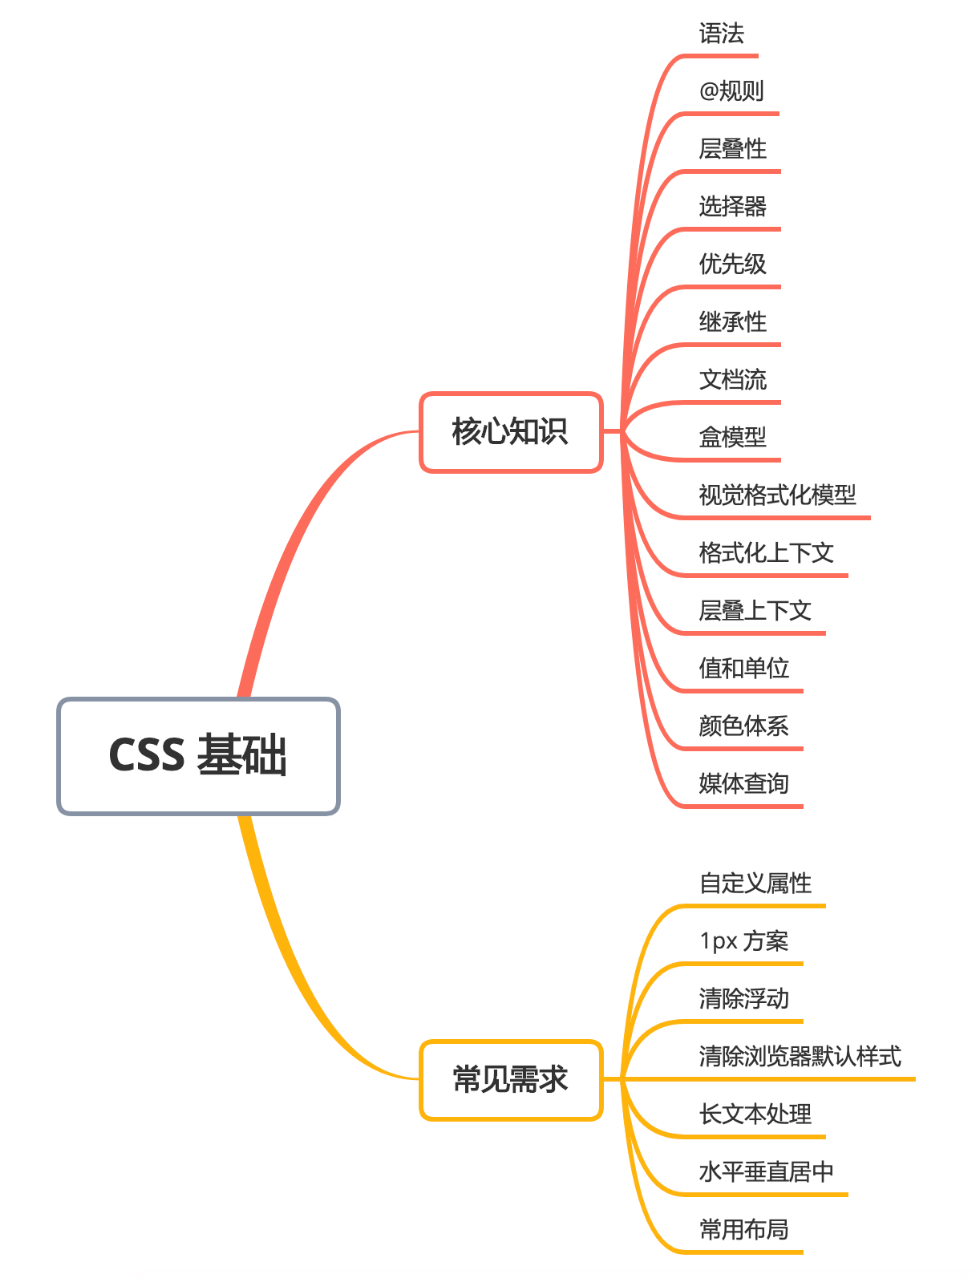 CSS 基础
核心知识
语法
@规则
层叠性
选择器
优先级
继承性
文档流
盒模型
视觉格式化模型
格式化上下文
层叠上下文
值和单位
颜色体系
媒体查询
常见需求
自定义属性
1px 方案
清除浮动
清除浏览器默认样式
长文本处理
水平垂直居中
常用布局